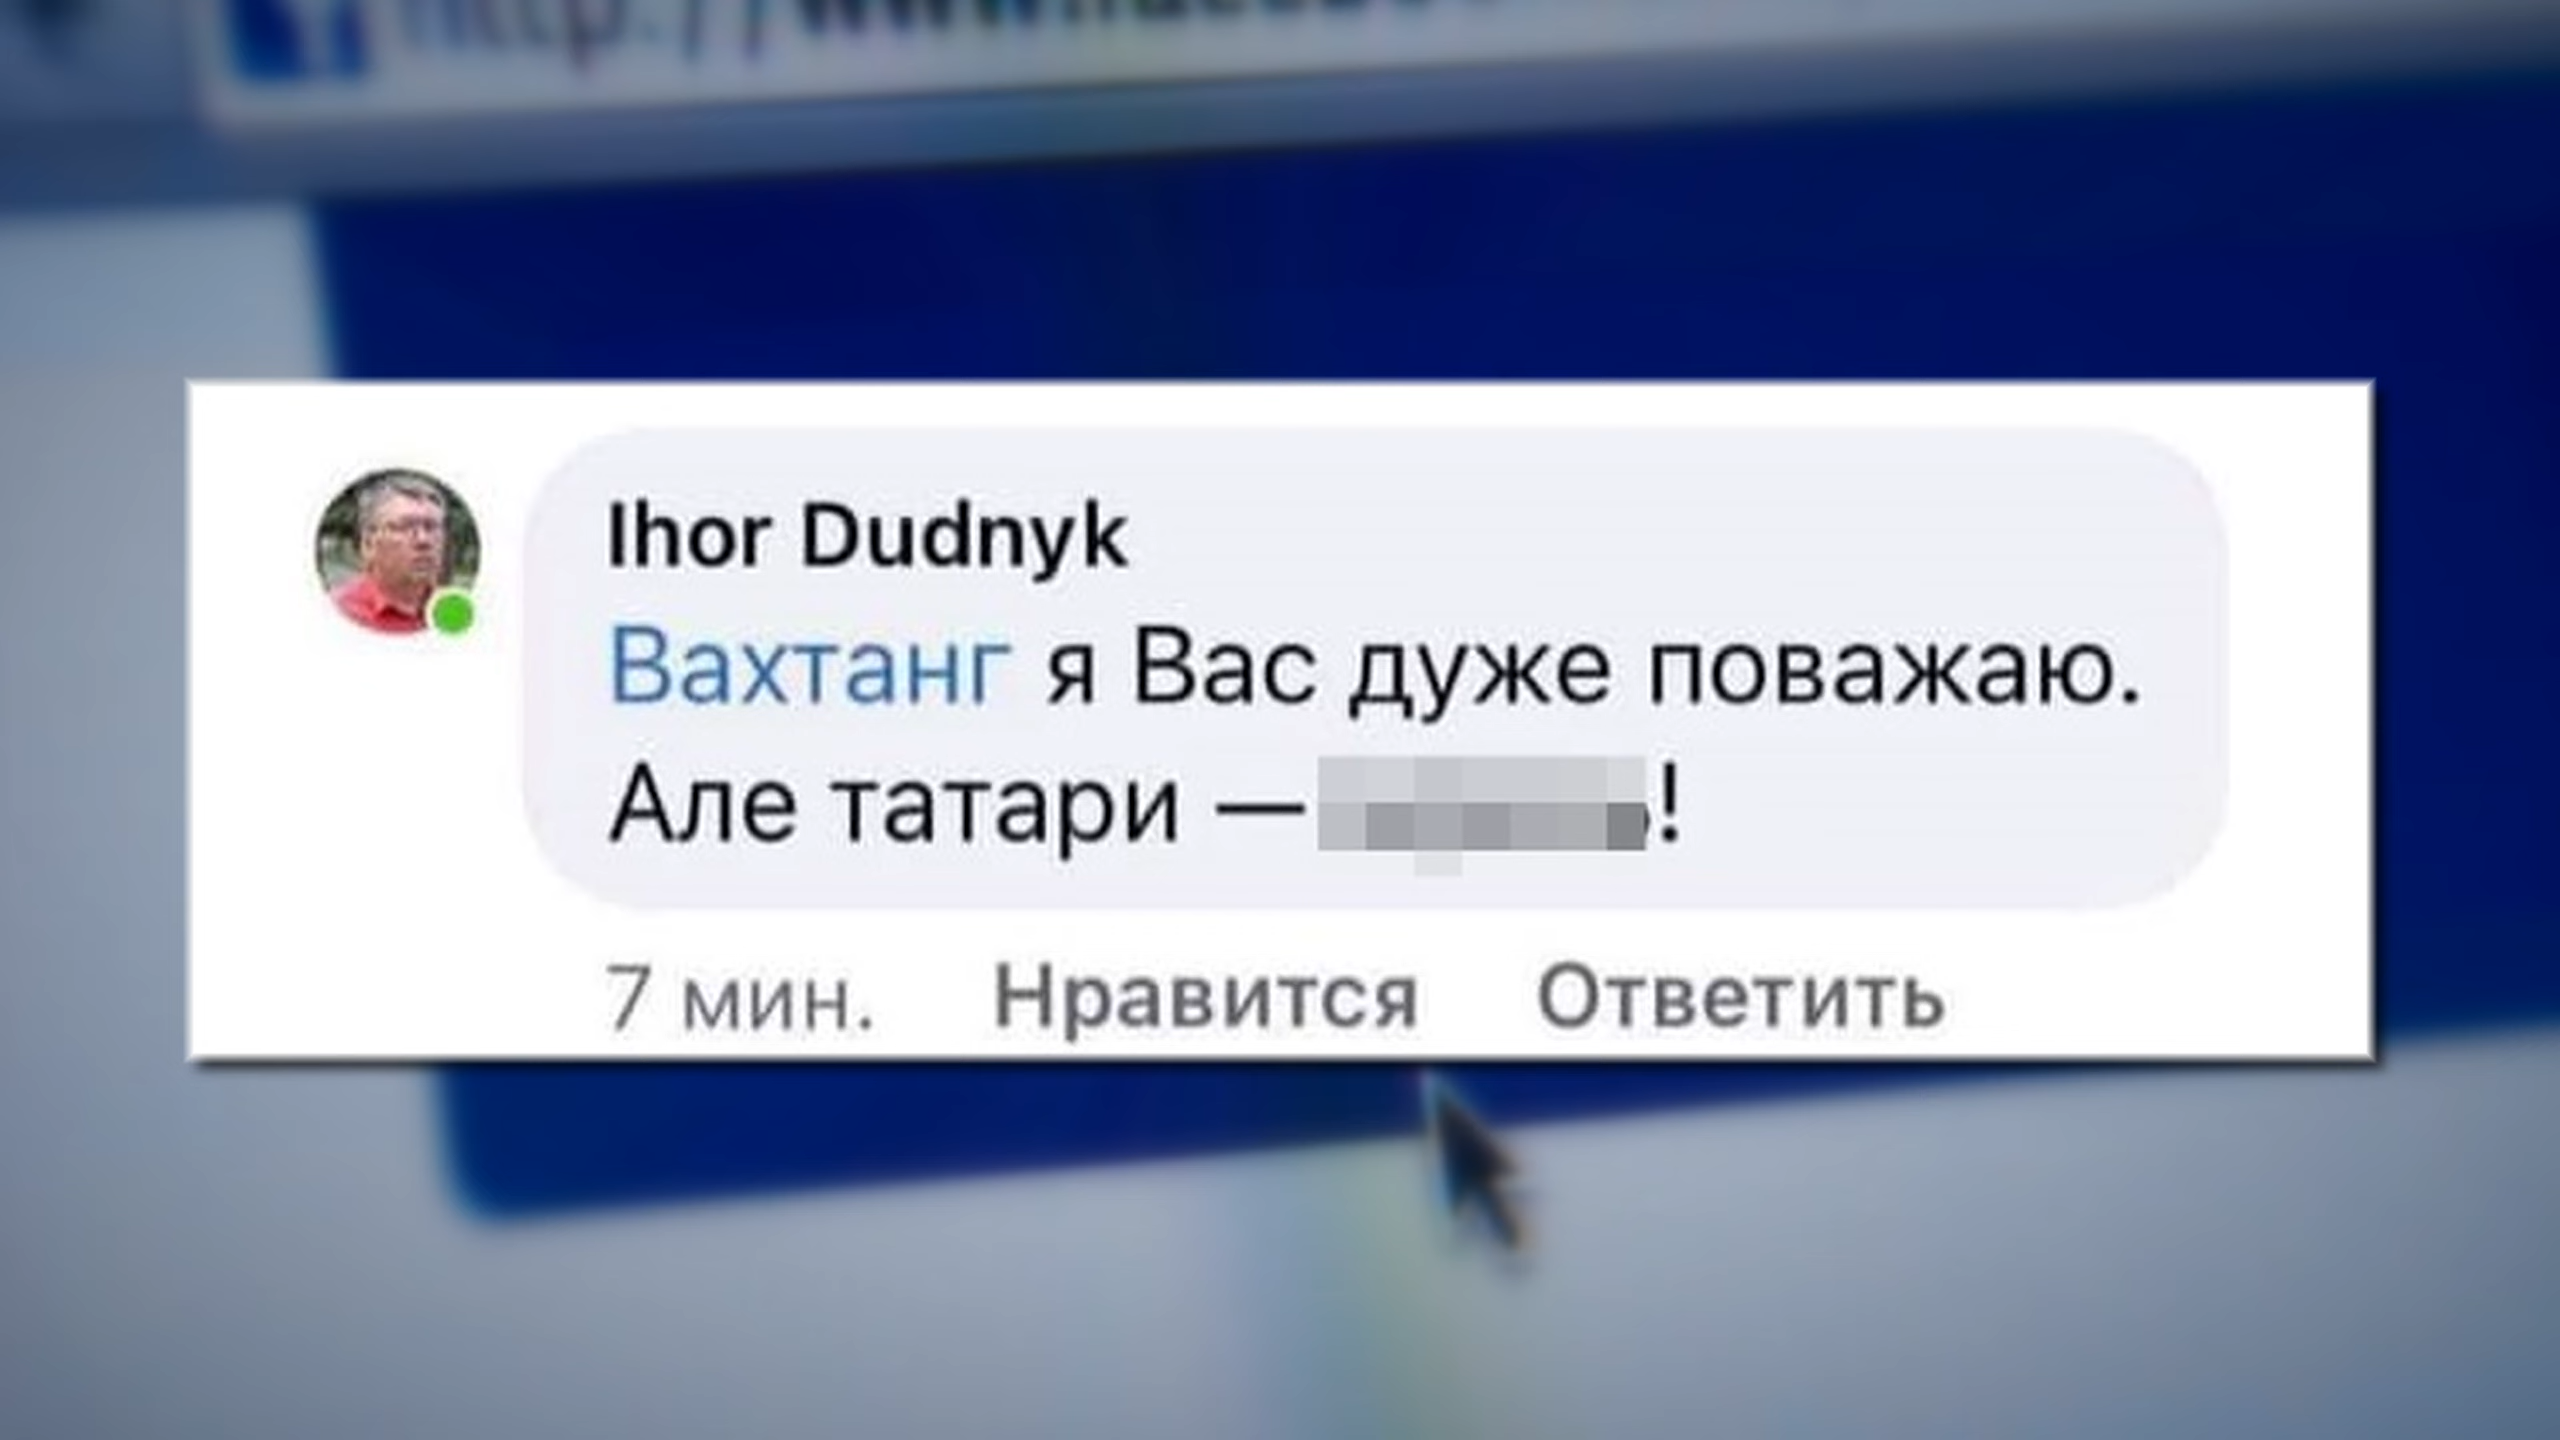 Ihor Dudnyk
Вахтанг я Вас дуже поважаю.
Але татари — !
7 мин. Нравится Ответить